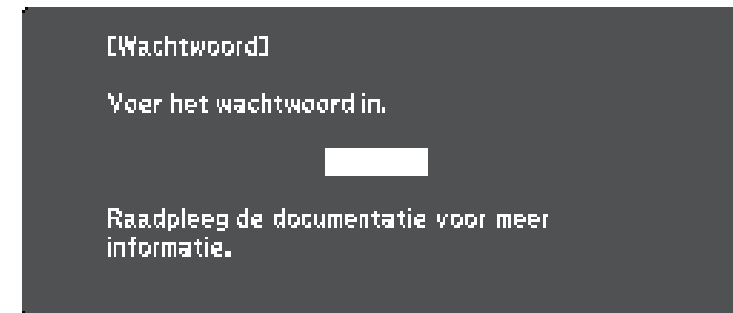 [Wachtwoord]
Voer het wachtwoord in.
Raadpleeg de documentatie voor meer
informatie.